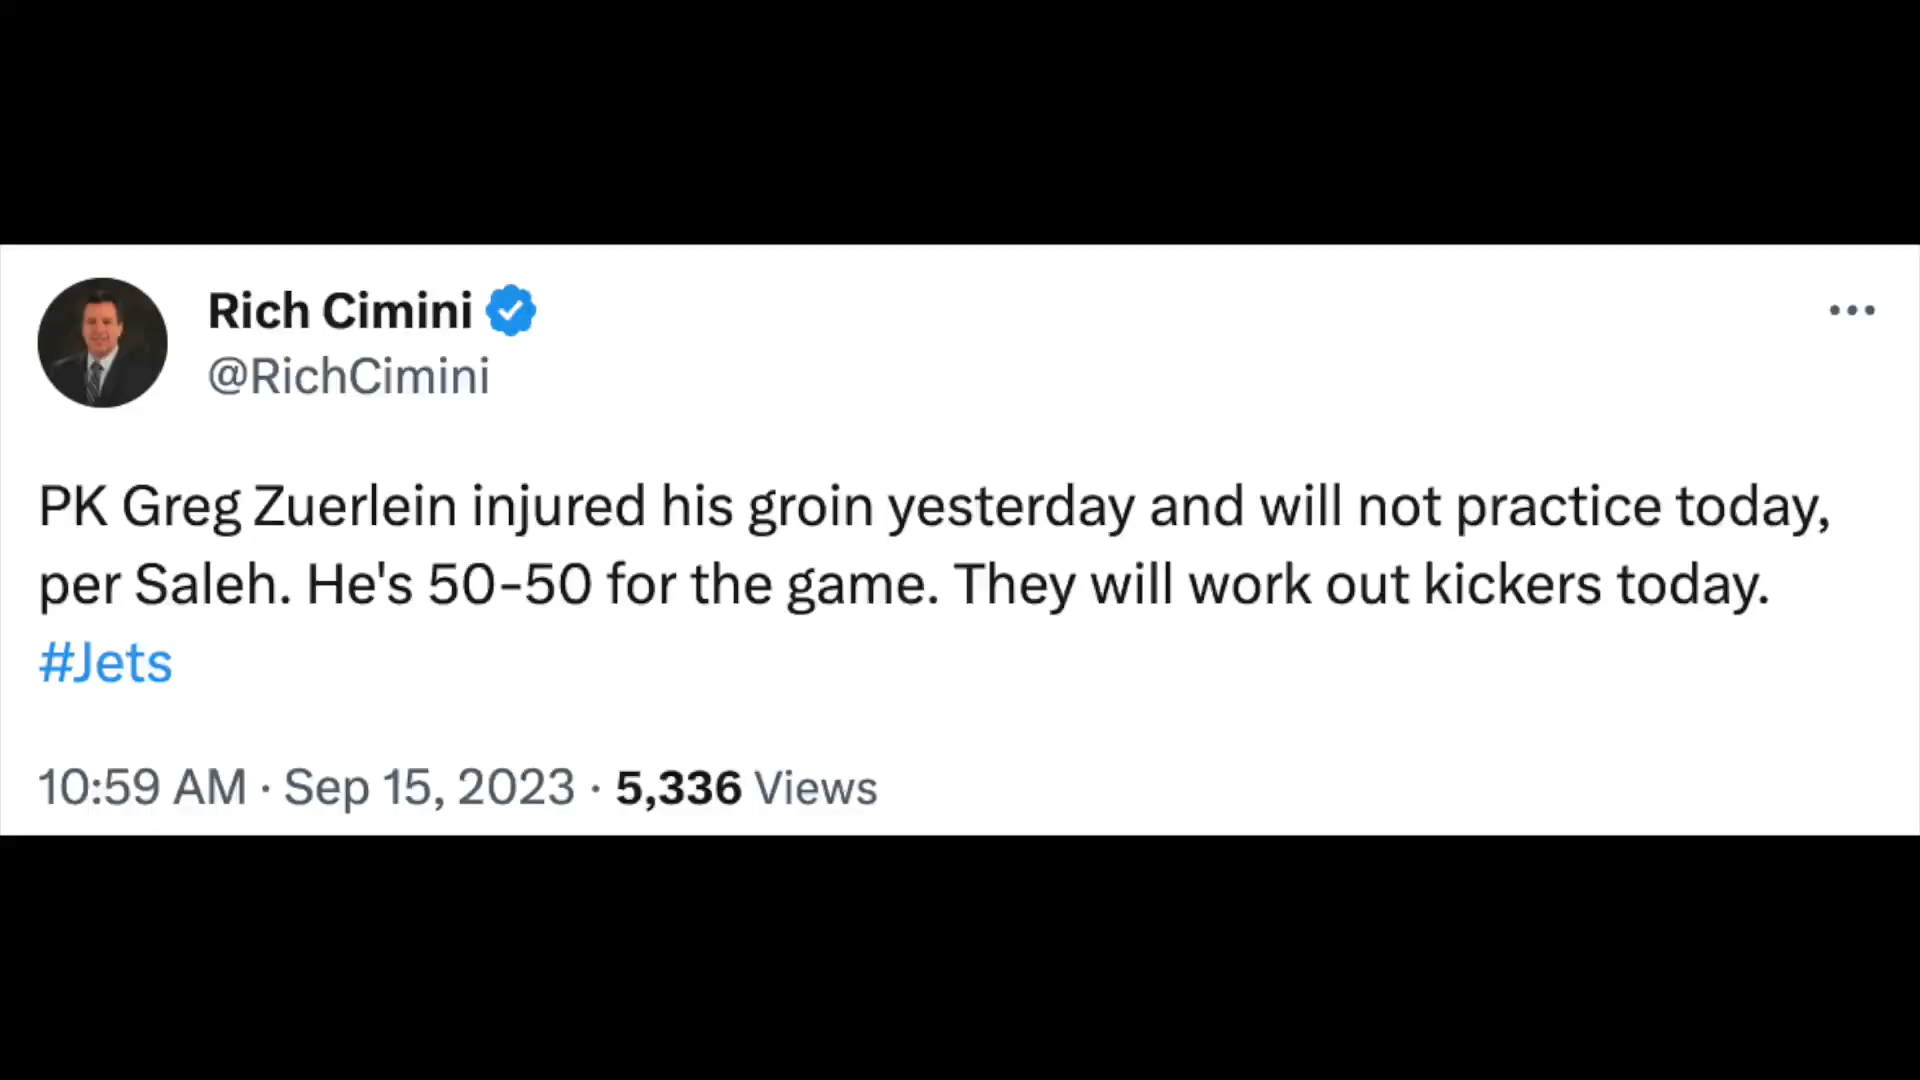 Rich Cimini
@RichCimini
PK Greg Zuerlein injured his groin yesterday and will not practice today,
per Saleh. He's 50-50 for the game. They will work out kickers today.
#Jets
10:59 AM · Sep 15, 2023 · 5,336 Views